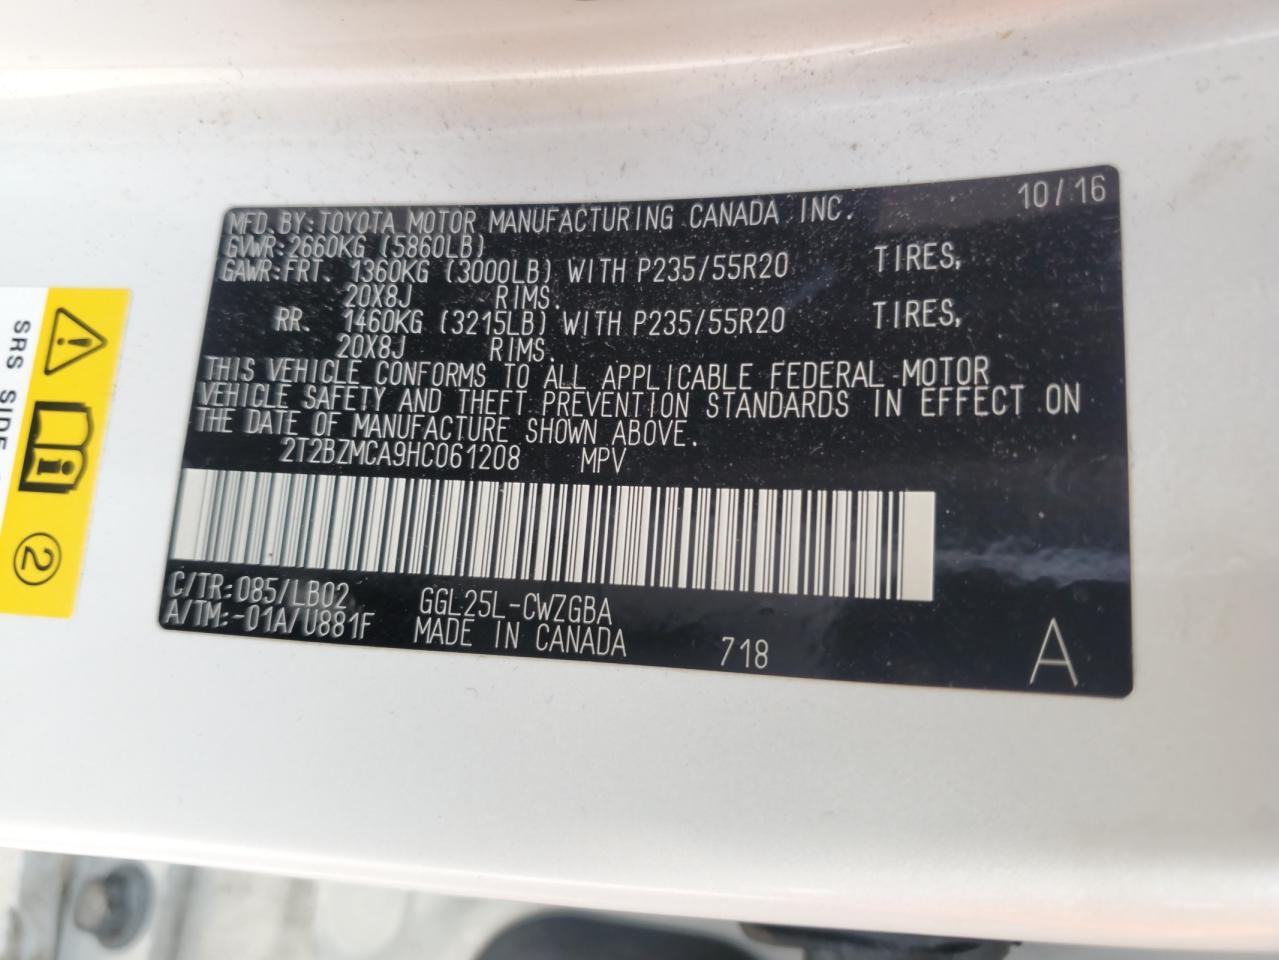 MFD.BY:TOYOTA MOTOR MANUFACTURING CANADA INC. 10/16
GVWR:2660KG (5860LB)
GAWR:FRT. 1360KG (3000LB) WITH P235/55R20 TIRES,
20X8J RIMS.
RR. 1460KG (3215LB) WITH P235/55R20 TIRES,
20X8J RIMS.
THIS VEHICLE CONFORMS TO ALL APPLICABLE FEDERAL MOTOR
VEHICLE SAFETY AND THEFT PREVENTION STANDARDS IN EFFECT ON
THE DATE OF MANUFACTURE SHOWN ABOVE.
2T2BZMCA9HC061208 MPV
C/TR:085/LB02 GGL25L-CWZGBA
A/TM:-01A/U881F MADE IN CANADA 718 A
SRS SIDE
2